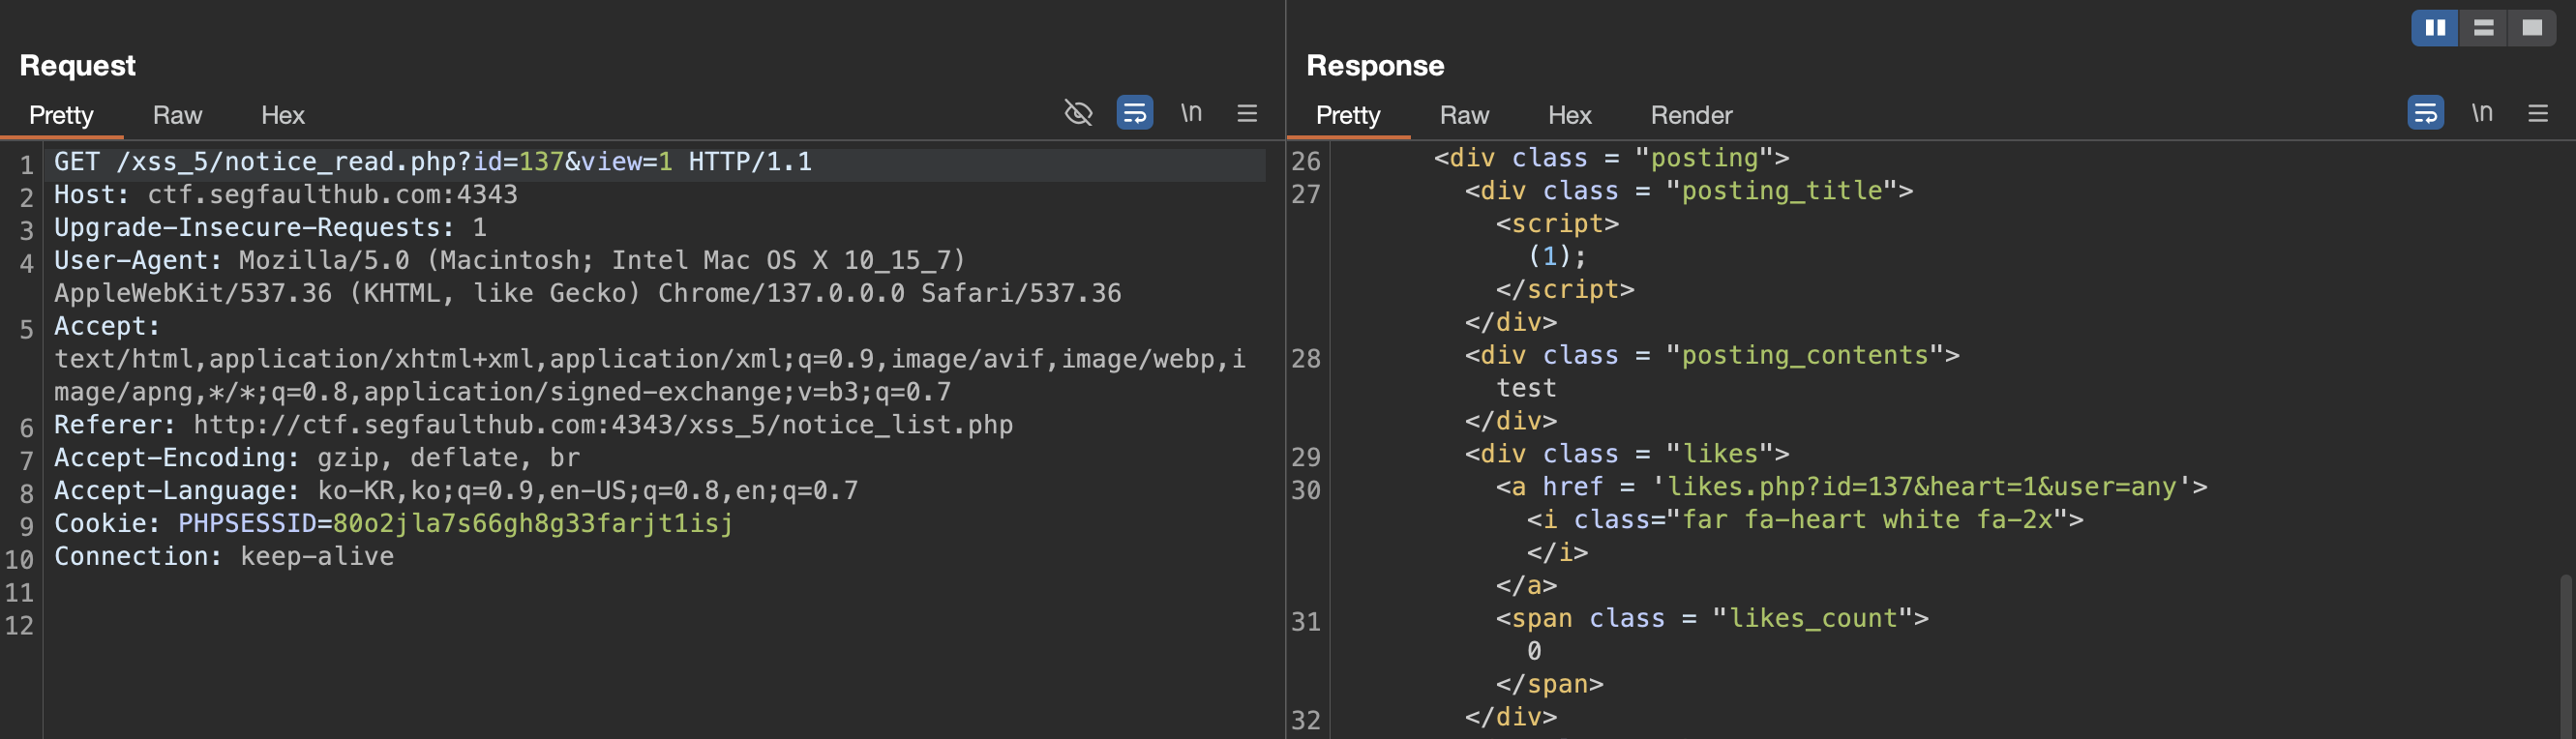 Request
Pretty Raw Hex
\n
1 GET /xss_5/notice_read.php?id=137&view=1 HTTP/1.1
2 Host: ctf.segfaulthub.com:4343
3 Upgrade-Insecure-Requests: 1
4 User-Agent: Mozilla/5.0 (Macintosh; Intel Mac OS X 10_15_7)
AppleWebKit/537.36 (KHTML, like Gecko) Chrome/137.0.0.0 Safari/537.36
5 Accept:
text/html,application/xhtml+xml,application/xml;q=0.9,image/avif,image/webp,i
mage/apng,*/*;q=0.8,application/signed-exchange;v=b3;q=0.7
6 Referer: http://ctf.segfaulthub.com:4343/xss_5/notice_list.php
7 Accept-Encoding: gzip, deflate, br
8 Accept-Language: ko-KR,ko;q=0.9,en-US;q=0.8,en;q=0.7
9 Cookie: PHPSESSID=80o2jla7s66gh8g33farjt1isj
10 Connection: keep-alive
11
12
Response
Pretty Raw Hex Render
\n
26 <div class = "posting">
27 <div class = "posting_title">
<script>
(1);
</script>
</div>
28 <div class = "posting_contents">
test
</div>
29 <div class = "likes">
30 <a href = 'likes.php?id=137&heart=1&user=any'>
<i class="far fa-heart white fa-2x">
</i>
</a>
31 <span class = "likes_count">
0
</span>
32 </div>